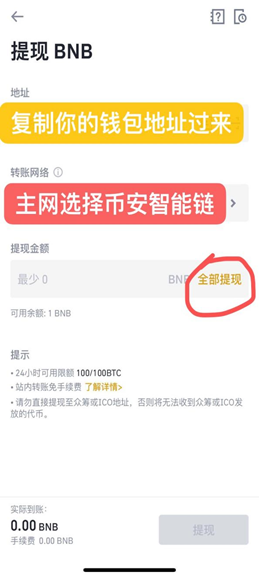 提现 BNB
地址
复制你的钱包地址过来
转账网络
主网选择币安智能链
提现金额
最少 0 BNB 全部提现
可用余额: 1 BNB
提示
• 24小时可用限额 100/100BTC
• 站内转账免手续费 了解详情>
• 请勿直接提现至众筹或ICO地址，否则将无法收到众筹或ICO发
放的代币。
实际到账:
0.00 BNB
手续费 0.00 BNB
提现